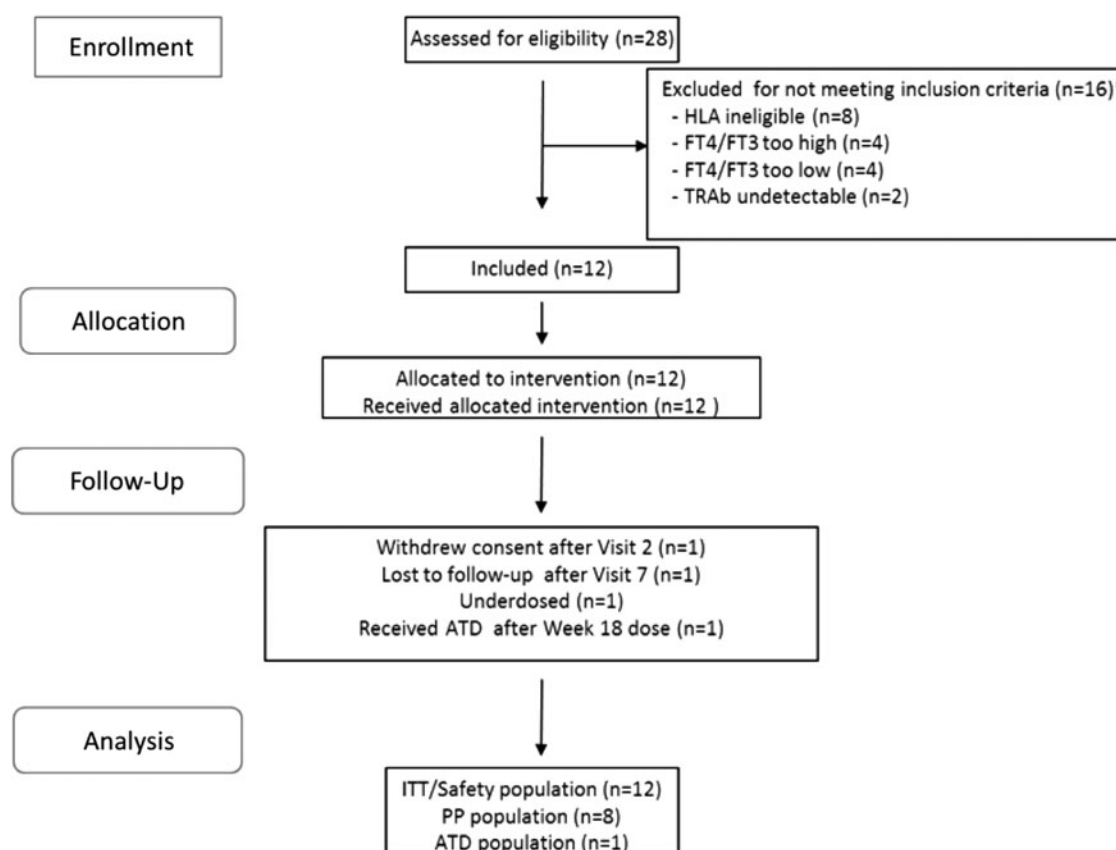 Enrollment
Assessed for eligibility (n=28)
Excluded for not meeting inclusion criteria (n=16)*
- HLA ineligible (n=8)
- FT4/FT3 too high (n=4)
- FT4/FT3 too low (n=4)
- TRAb undetectable (n=2)
Included (n=12)
Allocation
Allocated to intervention (n=12)
Received allocated intervention (n=12 )
Follow-Up
Withdrew consent after Visit 2 (n=1)
Lost to follow-up after Visit 7 (n=1)
Underdosed (n=1)
Received ATD after Week 18 dose (n=1)
Analysis
ITT/Safety population (n=12)
PP population (n=8)
ATD population (n=1)